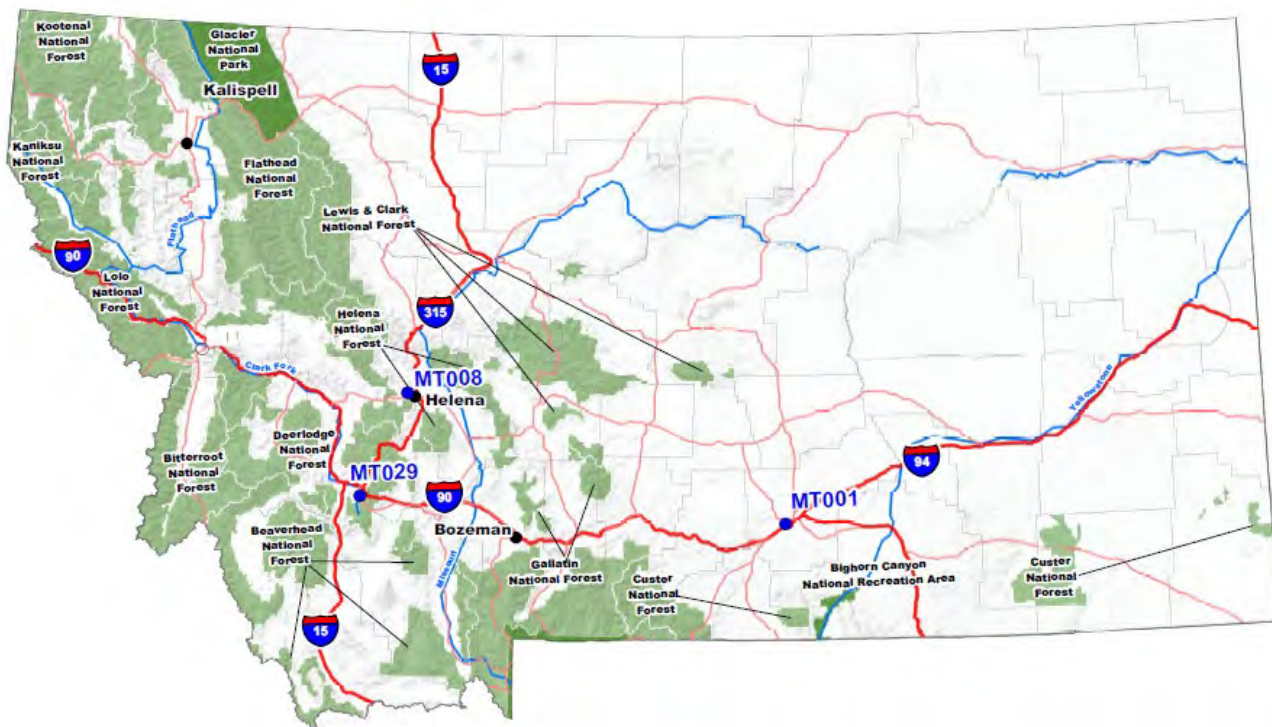 Kootenai
National
Forest
Glacier
National
Park
Kalispell
15
Kaniksu
National
Forest
Flathead
National
Forest
Flathead
Lewis & Clark
National Forest
90
Lolo
National
Forest
315
Helena
National
Forest
Clark Fork
MT008
Helena
Yellowstone
Deerlodge
National
Forest
Bitterroot
National
Forest
MT029
90
94
MT001
Bozeman
Beaverhead
National
Forest
Missouri
Gallatin
National Forest
Custer
National
Forest
Bighorn Canyon
National Recreation Area
Custer
National
Forest
15